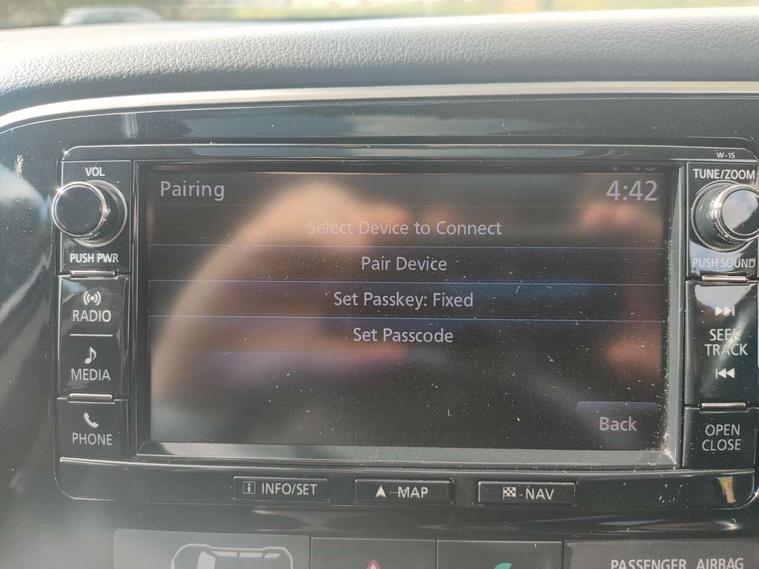 W-15
VOL
PUSH PWR
RADIO
MEDIA
PHONE
Pairing
4:42
Select Device to Connect
Pair Device
Set Passkey: Fixed
Set Passcode
Back
TUNE/ZOOM
PUSH SOUND
SEEK
TRACK
OPEN
CLOSE
i INFO/SET
MAP
NAV
PASSENGER AIRBAG